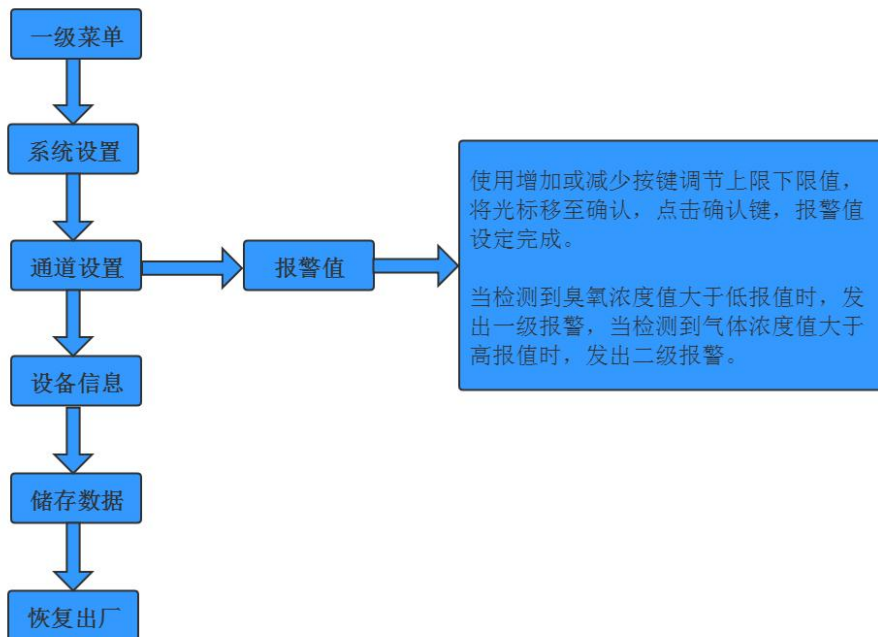 一级菜单
系统设置
通道设置
报警值
使用增加或减少按键调节上限下限值，
将光标移至确认，点击确认键，报警值
设定完成。
当检测到臭氧浓度值大于低报值时，发
出一级报警，当检测到气体浓度值大于
高报值时，发出二级报警。
设备信息
储存数据
恢复出厂